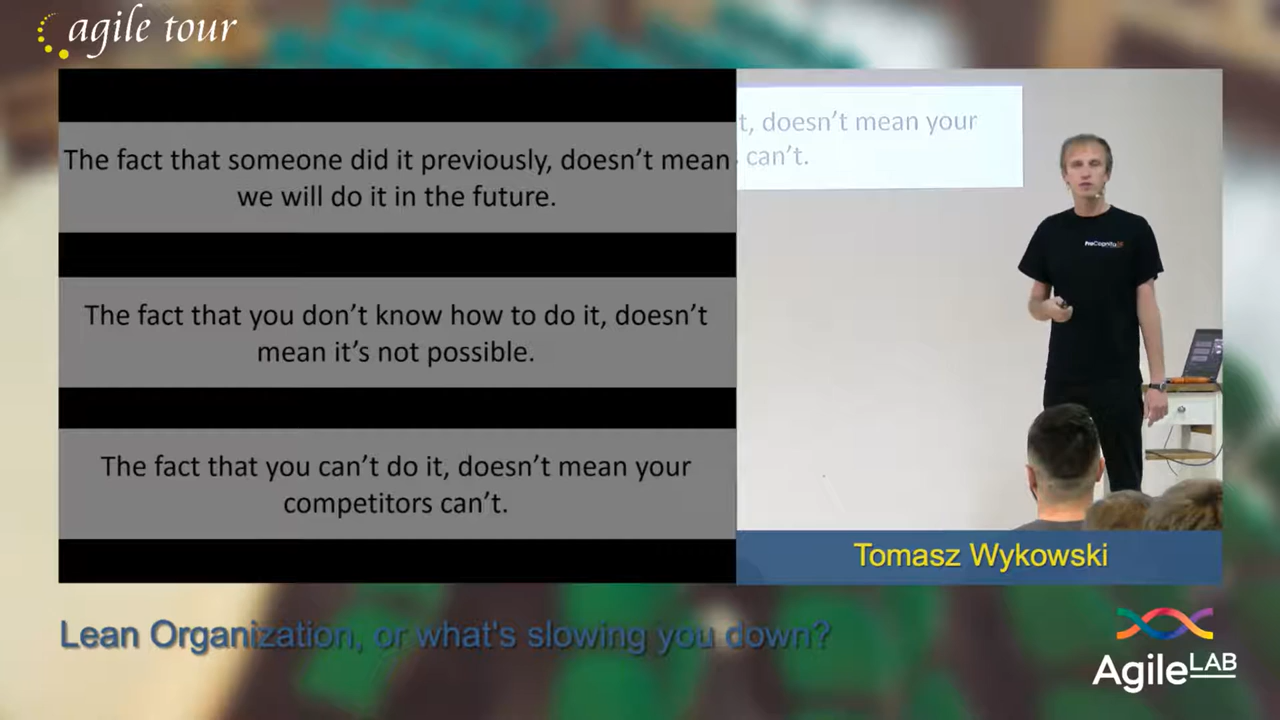 agile tour
The fact that someone did it previously, doesn't mean
we will do it in the future.
The fact that you don't know how to do it, doesn't
mean it's not possible.
The fact that you can't do it, doesn't mean your
competitors can't.
t, doesn't mean your
can't.
ProCognita
Tomasz Wykowski
Lean Organization, or what's slowing you down?
AgileLAB